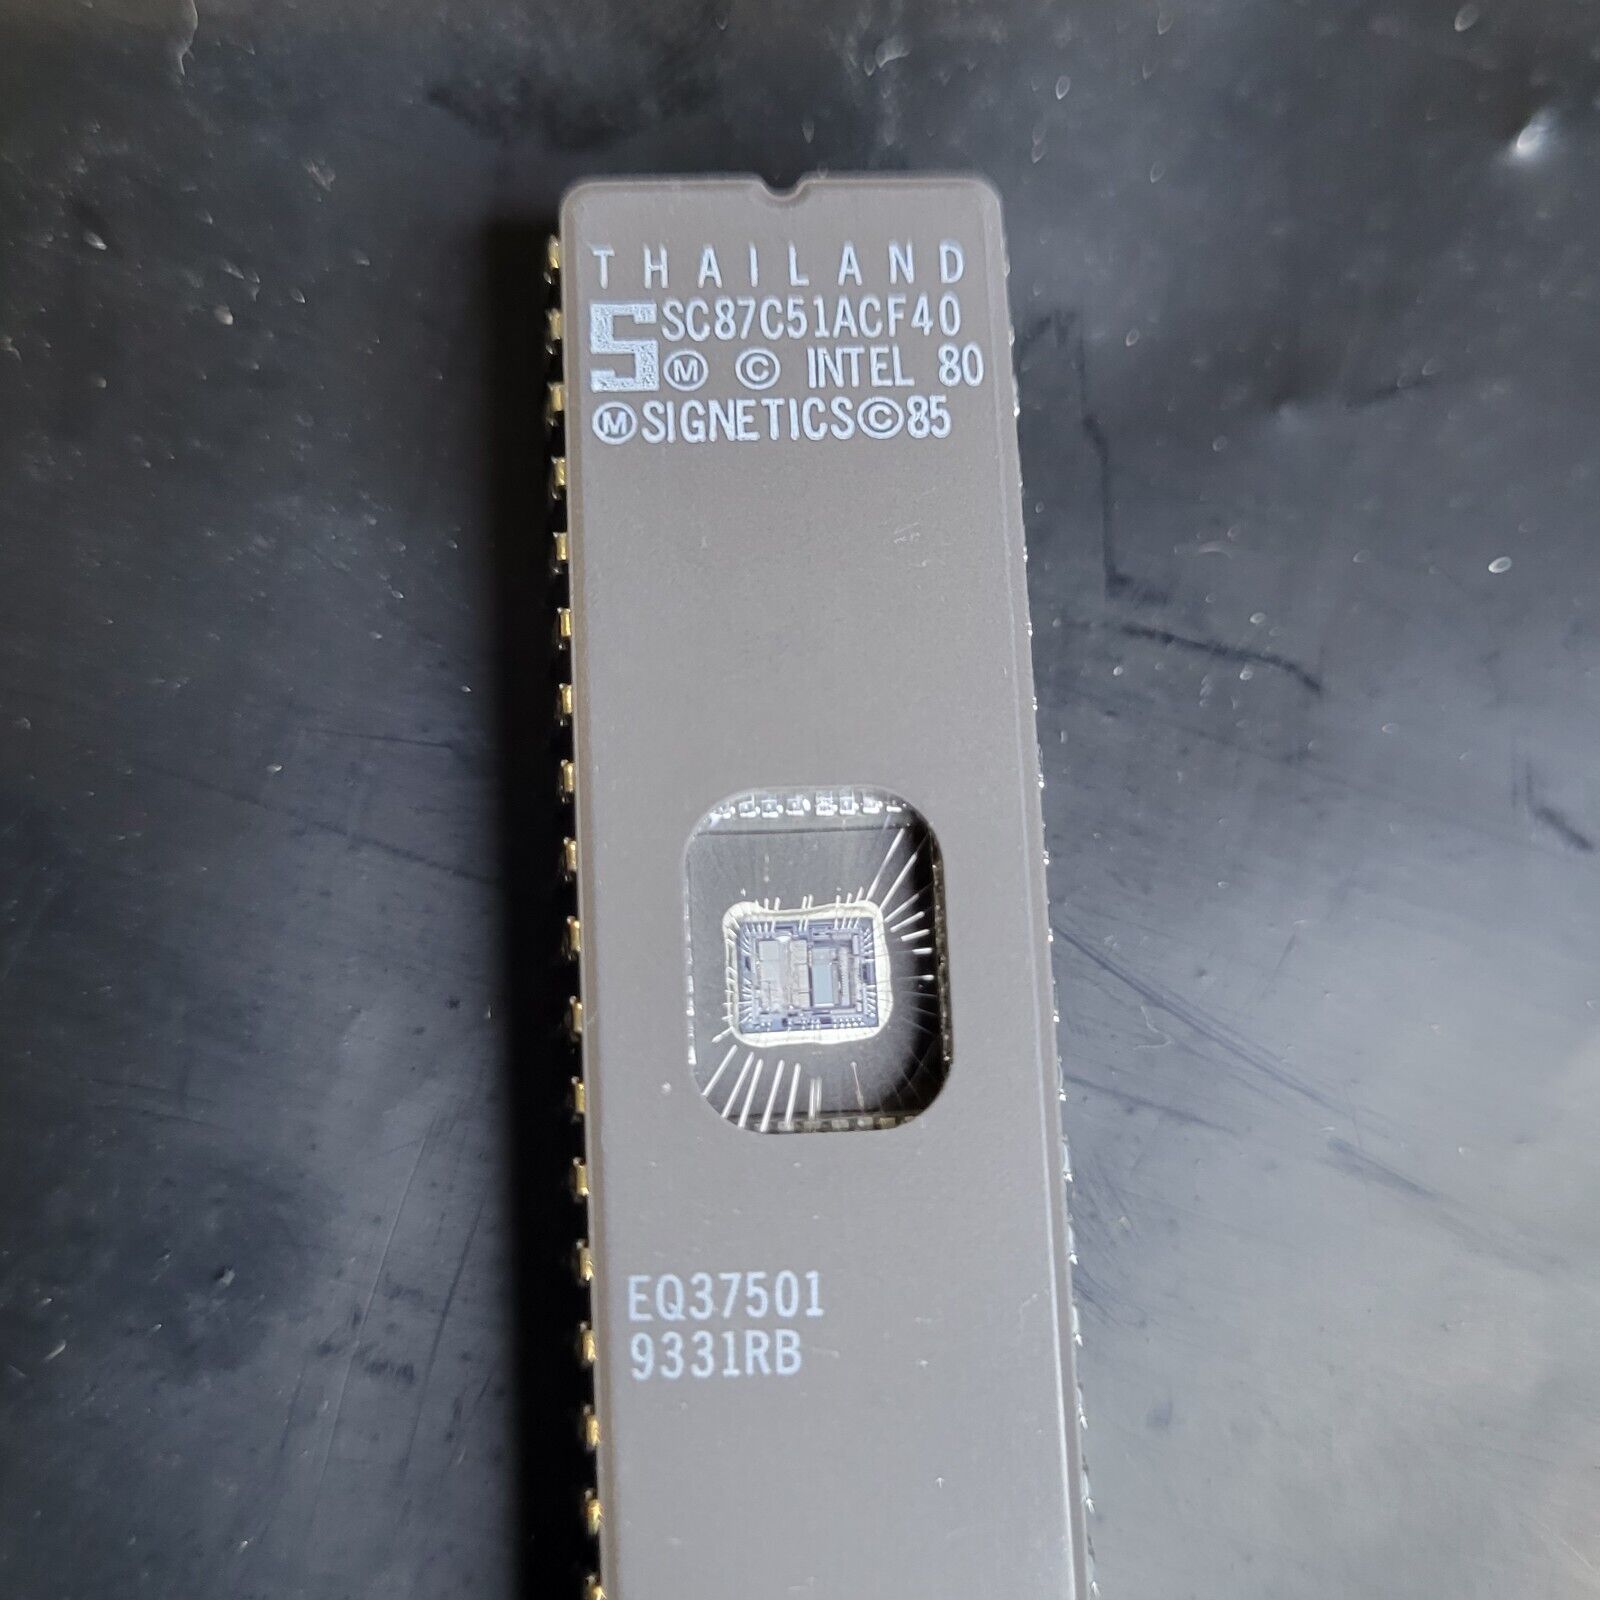 THAILAND
S SC87C51ACF40
Ⓜ © INTEL 80
ⓂSIGNETICS©85
EQ37501
9331RB